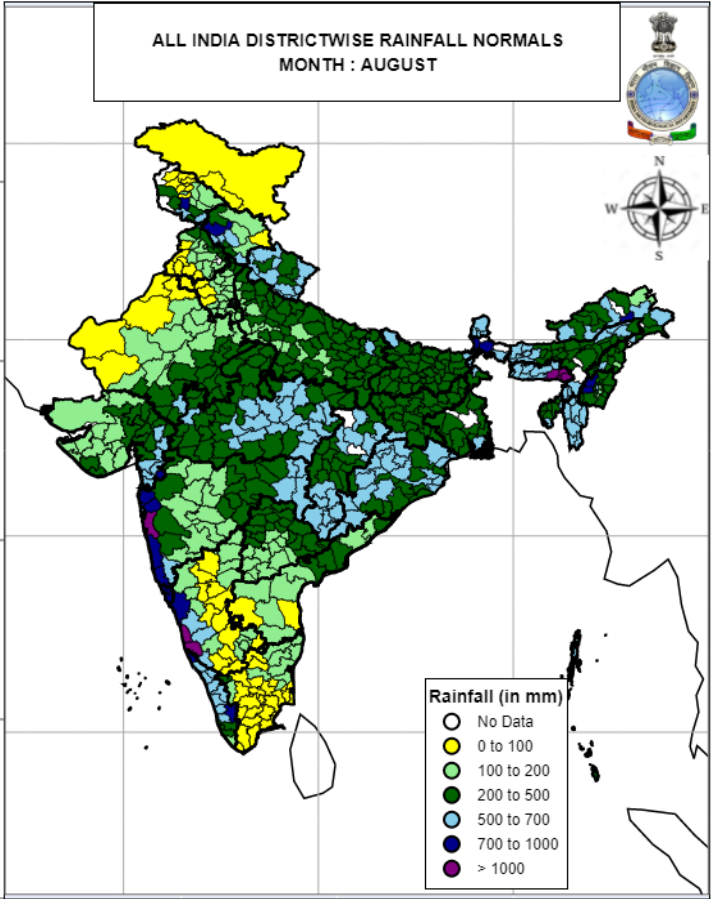 ALL INDIA DISTRICTWISE RAINFALL NORMALS
MONTH : AUGUST
N
W
E
S
Rainfall (in mm)
No Data
0 to 100
100 to 200
200 to 500
500 to 700
700 to 1000
> 1000